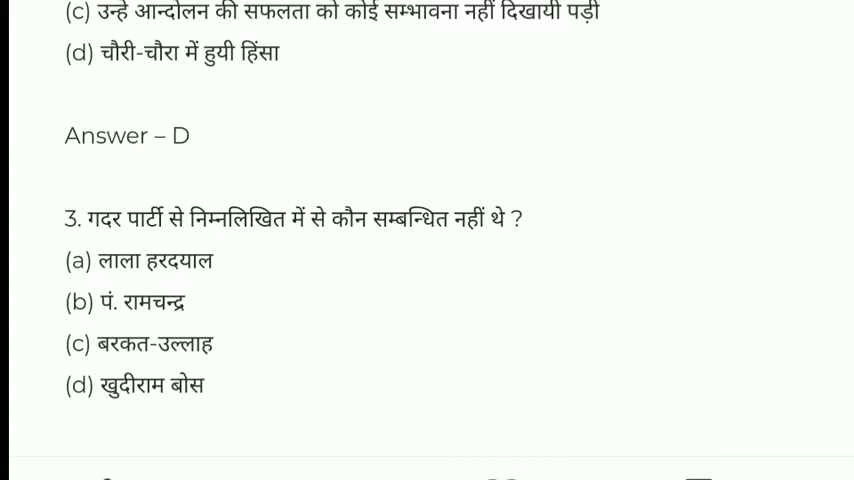 (c) उन्हे आन्दोलन की सफलता को कोई सम्भावना नहीं दिखायी पड़ी
(d) चौरी-चौरा में हुयी हिंसा
Answer – D
3. गदर पार्टी से निम्नलिखित में से कौन सम्बन्धित नहीं थे ?
(a) लाला हरदयाल
(b) पं. रामचन्द्र
(c) बरकत-उल्लाह
(d) खुदीराम बोस